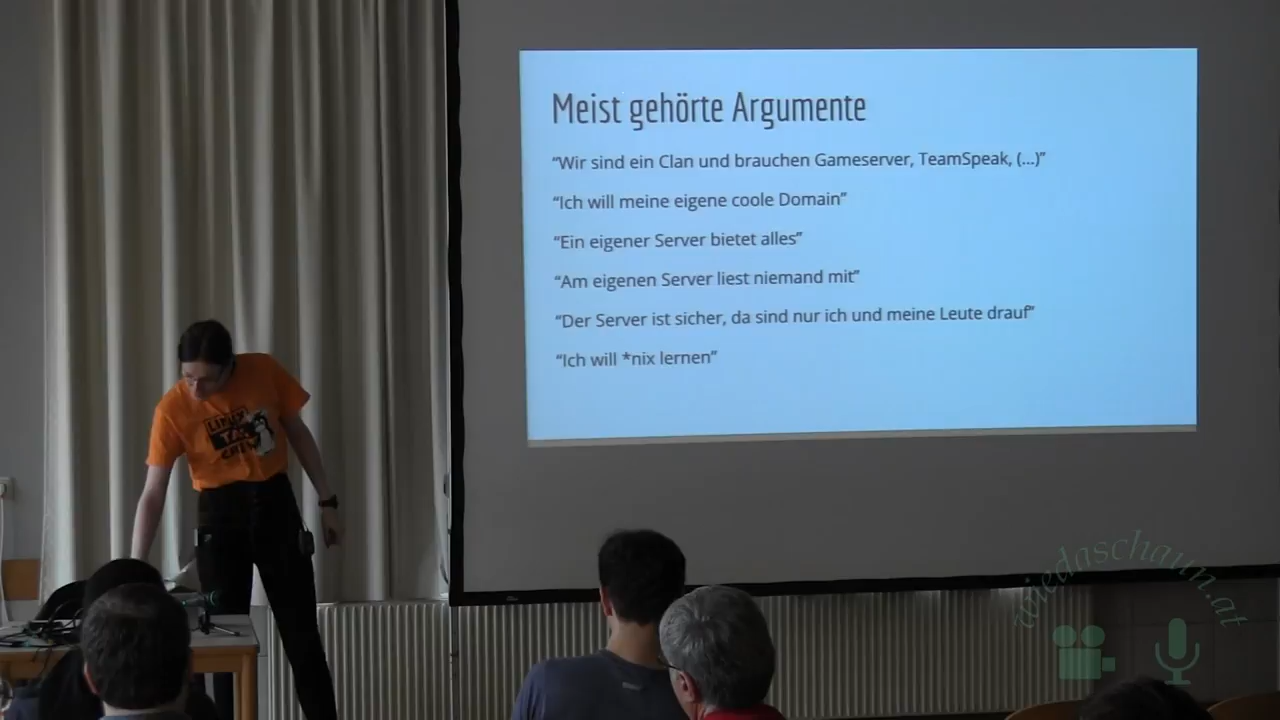 Meist gehörte Argumente
“Wir sind ein Clan und brauchen Gameserver, TeamSpeak, (...)”
“Ich will meine eigene coole Domain”
“Ein eigener Server bietet alles”
“Am eigenen Server liest niemand mit”
“Der Server ist sicher, da sind nur ich und meine Leute drauf”
“Ich will *nix lernen”
LINUX
TAG
wiedaschaun.at